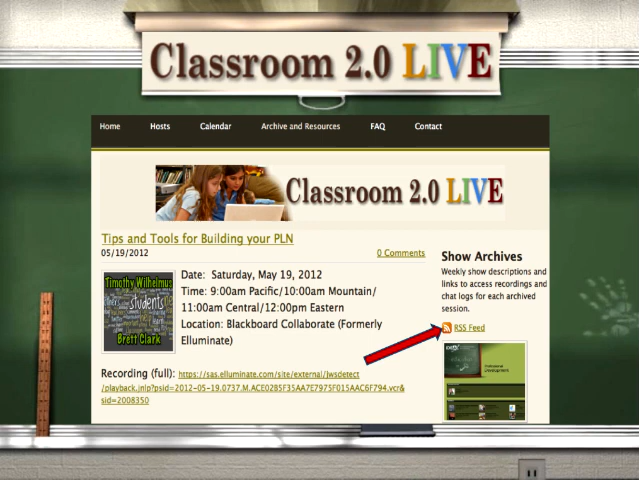 Classroom 2.0 LIVE
Home Hosts Calendar Archive and Resources FAQ Contact
Classroom 2.0 LIVE
Tips and Tools for Building your PLN
05/19/2012 0 Comments
Timothy Wilhelmus
students
Brett Clark
Date: Saturday, May 19, 2012
Time: 9:00am Pacific/10:00am Mountain/
11:00am Central/12:00pm Eastern
Location: Blackboard Collaborate (Formerly
Elluminate)
Recording (full): https://sas.elluminate.com/site/external/jwsdetect
/playback.jnlp?psid=2012-05-19.0737.M.ACE02B5F35AA7E7975F015AAC6F794.vcr&
sid=2008350
Show Archives
Weekly show descriptions and
links to access recordings and
chat logs for each archived
session.
RSS Feed
Professional
Development